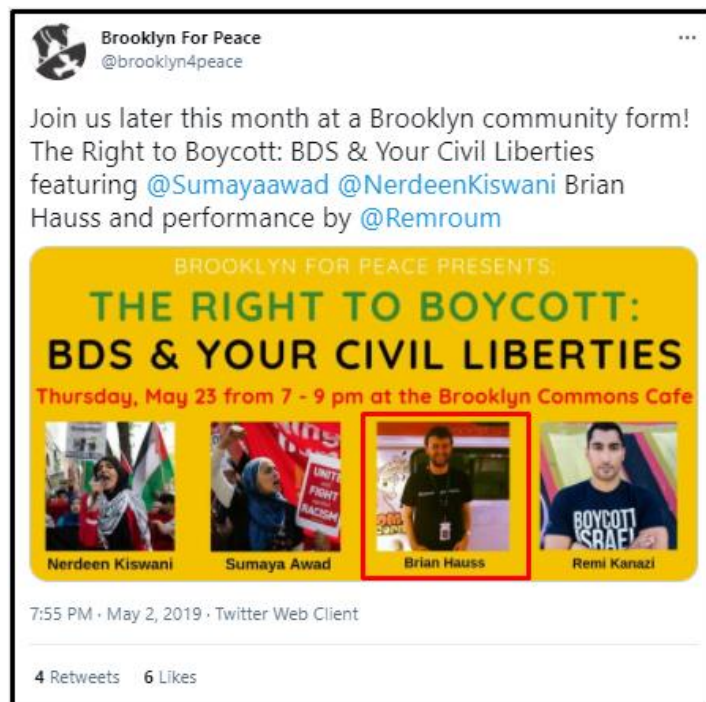 Brooklyn For Peace
@brooklyn4peace
Join us later this month at a Brooklyn community form!
The Right to Boycott: BDS & Your Civil Liberties
featuring @Sumayaawad @NerdeenKiswani Brian
Hauss and performance by @Remroum
BROOKLYN FOR PEACE PRESENTS:
THE RIGHT TO BOYCOTT:
BDS & YOUR CIVIL LIBERTIES
Thursday, May 23 from 7 - 9 pm at the Brooklyn Commons Cafe
UNITE
FIGHT
RACISM
BOYCOTT
ISRAEL
Nerdeen Kiswani
Sumaya Awad
Brian Hauss
Remi Kanazi
7:55 PM · May 2, 2019 · Twitter Web Client
4 Retweets 6 Likes